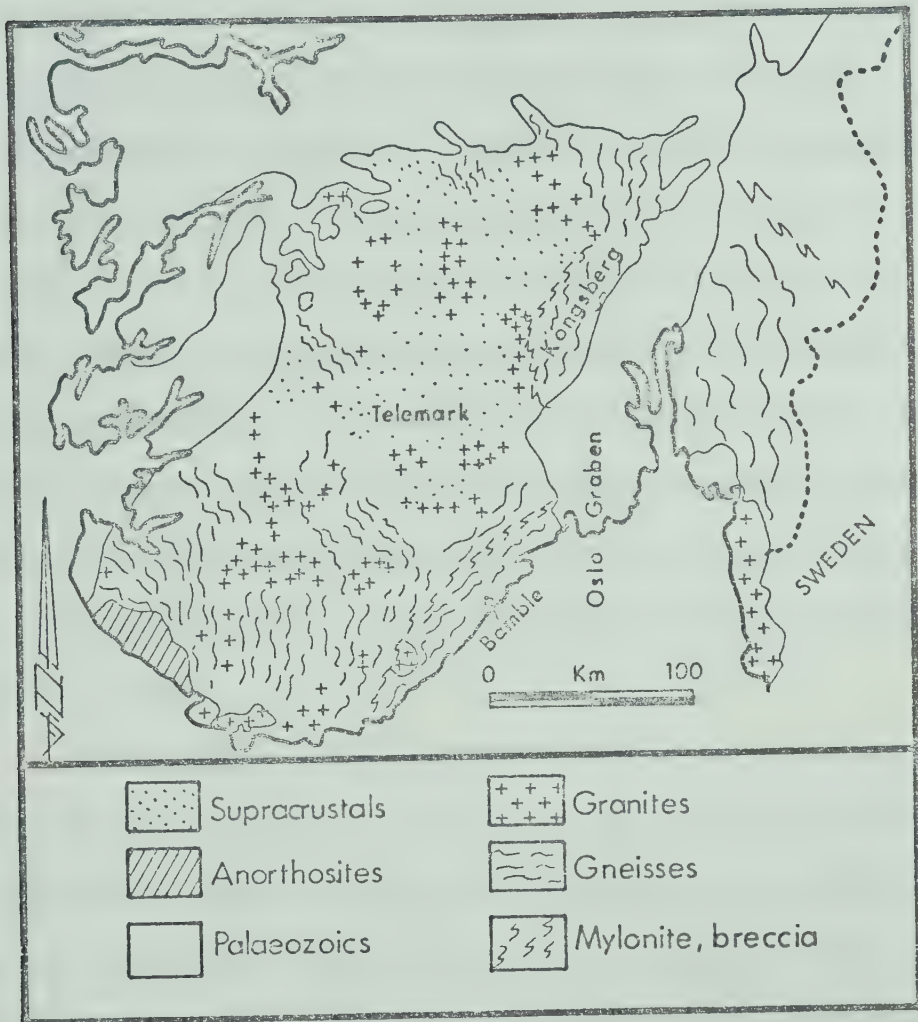 Kongsberg
Telemark
Oslo Graben
Bamble
SWEDEN
0 Km 100
N
Supracrustals
Granites
Anorthosites
Gneisses
Palaeozoics
Mylonite, breccia